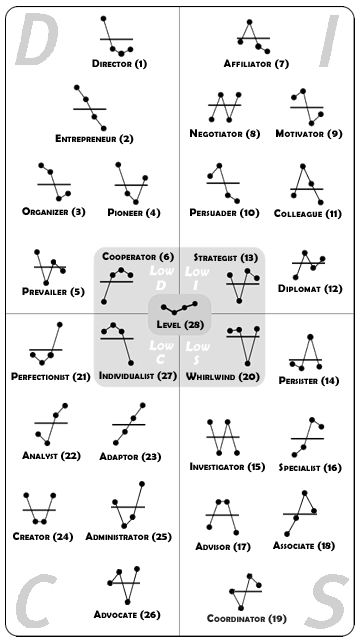 D
I
Director (1)
Affiliator (7)
Entrepreneur (2)
Negotiator (8)
Motivator (9)
Organizer (3)
Pioneer (4)
Persuader (10)
Colleague (11)
Prevailer (5)
Cooperator (6)
Strategist (13)
Diplomat (12)
Low
D
Low
I
Level (28)
Low
C
Low
S
Perfectionist (21)
Individualist (27)
Whirlwind (20)
Persister (14)
Analyst (22)
Adaptor (23)
Investigator (15)
Specialist (16)
Creator (24)
Administrator (25)
Advisor (17)
Associate (18)
Advocate (26)
Coordinator (19)
C
S